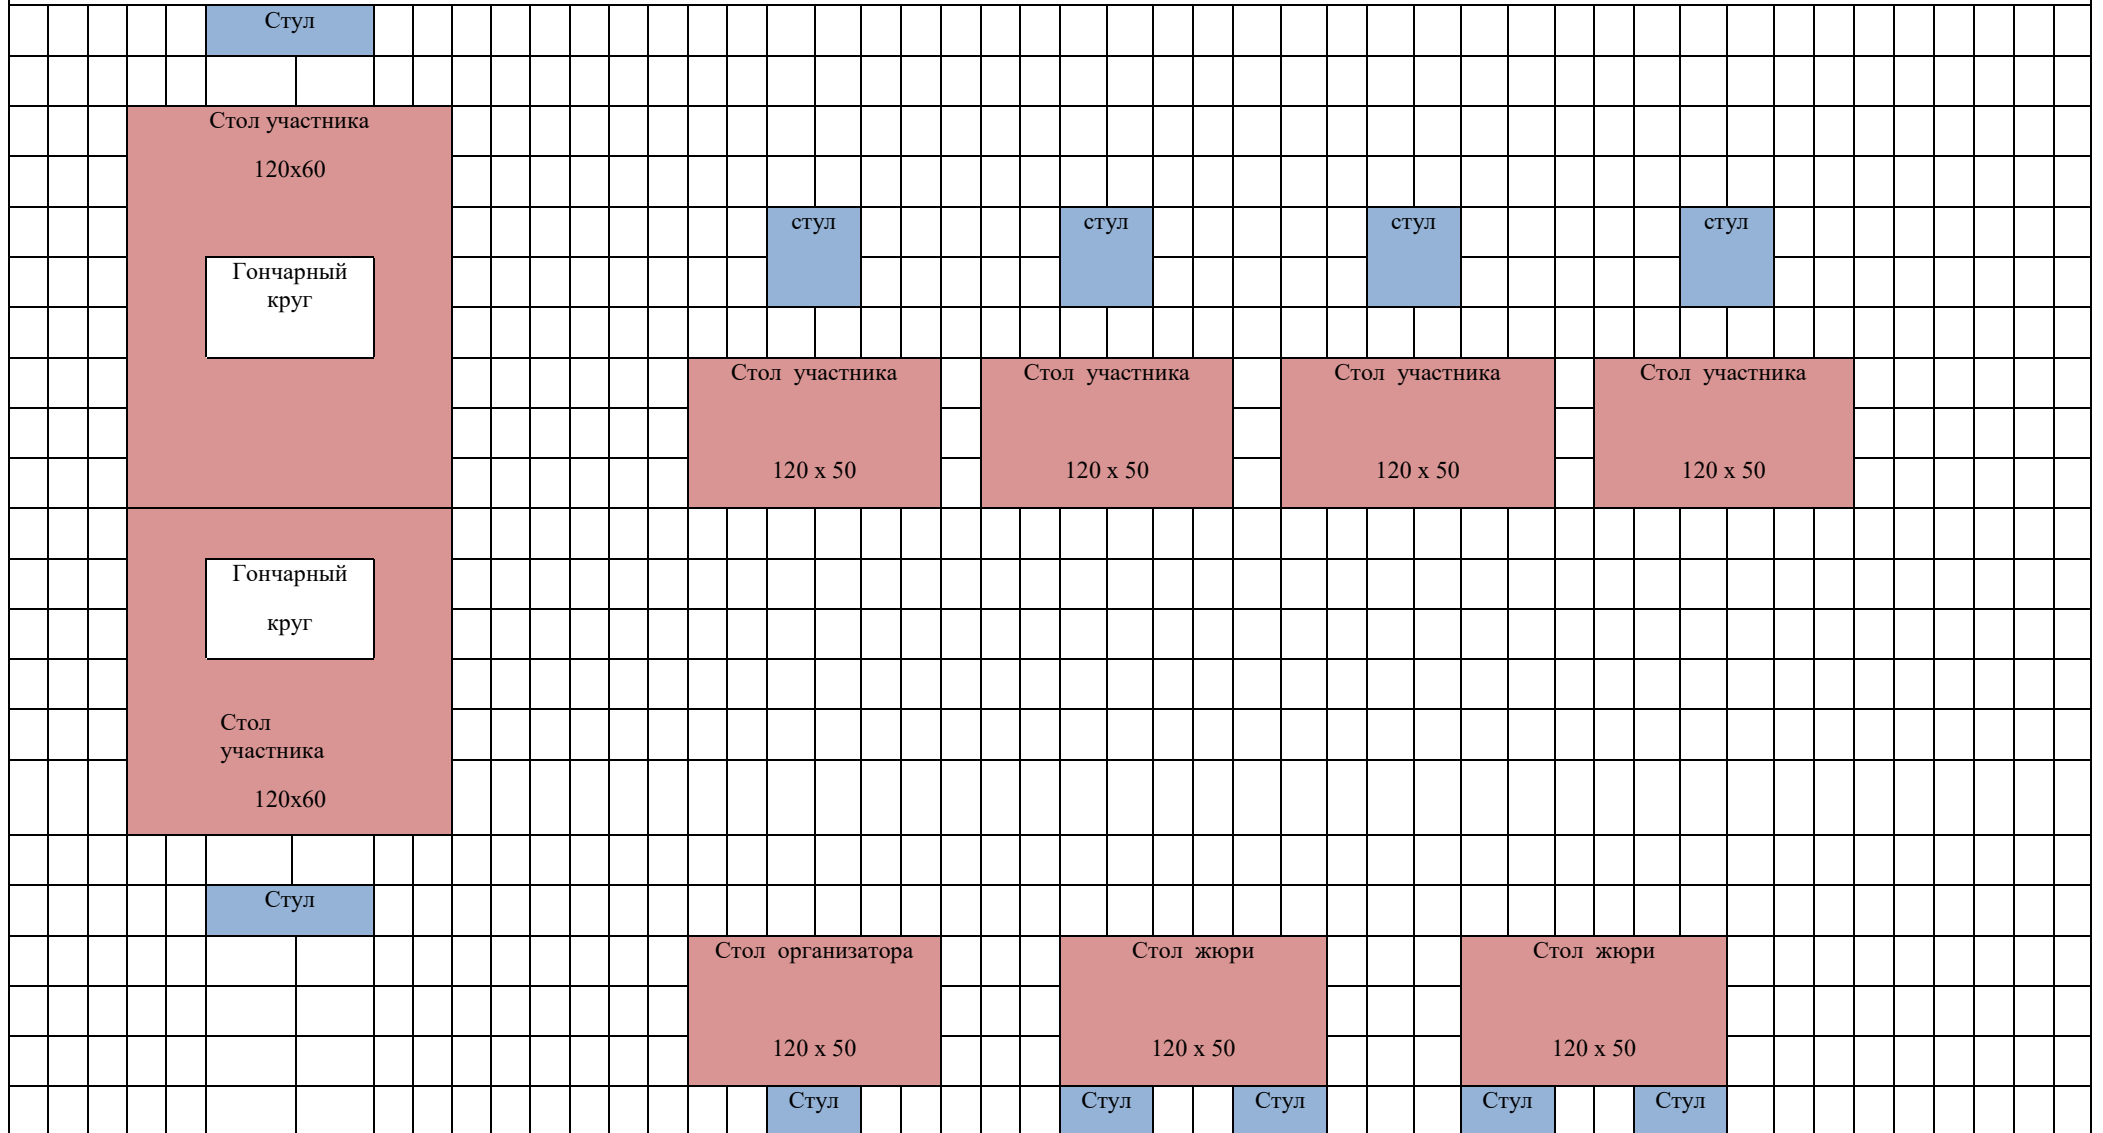 Стул
Стол участника
120х60
стул
стул
стул
стул
Гончарный
круг
Стол участника
Стол участника
Стол участника
Стол участника
120 х 50
120 х 50
120 х 50
120 х 50
Гончарный
круг
Стол
участника
120х60
Стул
Стол организатора
Стол жюри
Стол жюри
120 х 50
120 х 50
120 х 50
Стул
Стул
Стул
Стул
Стул